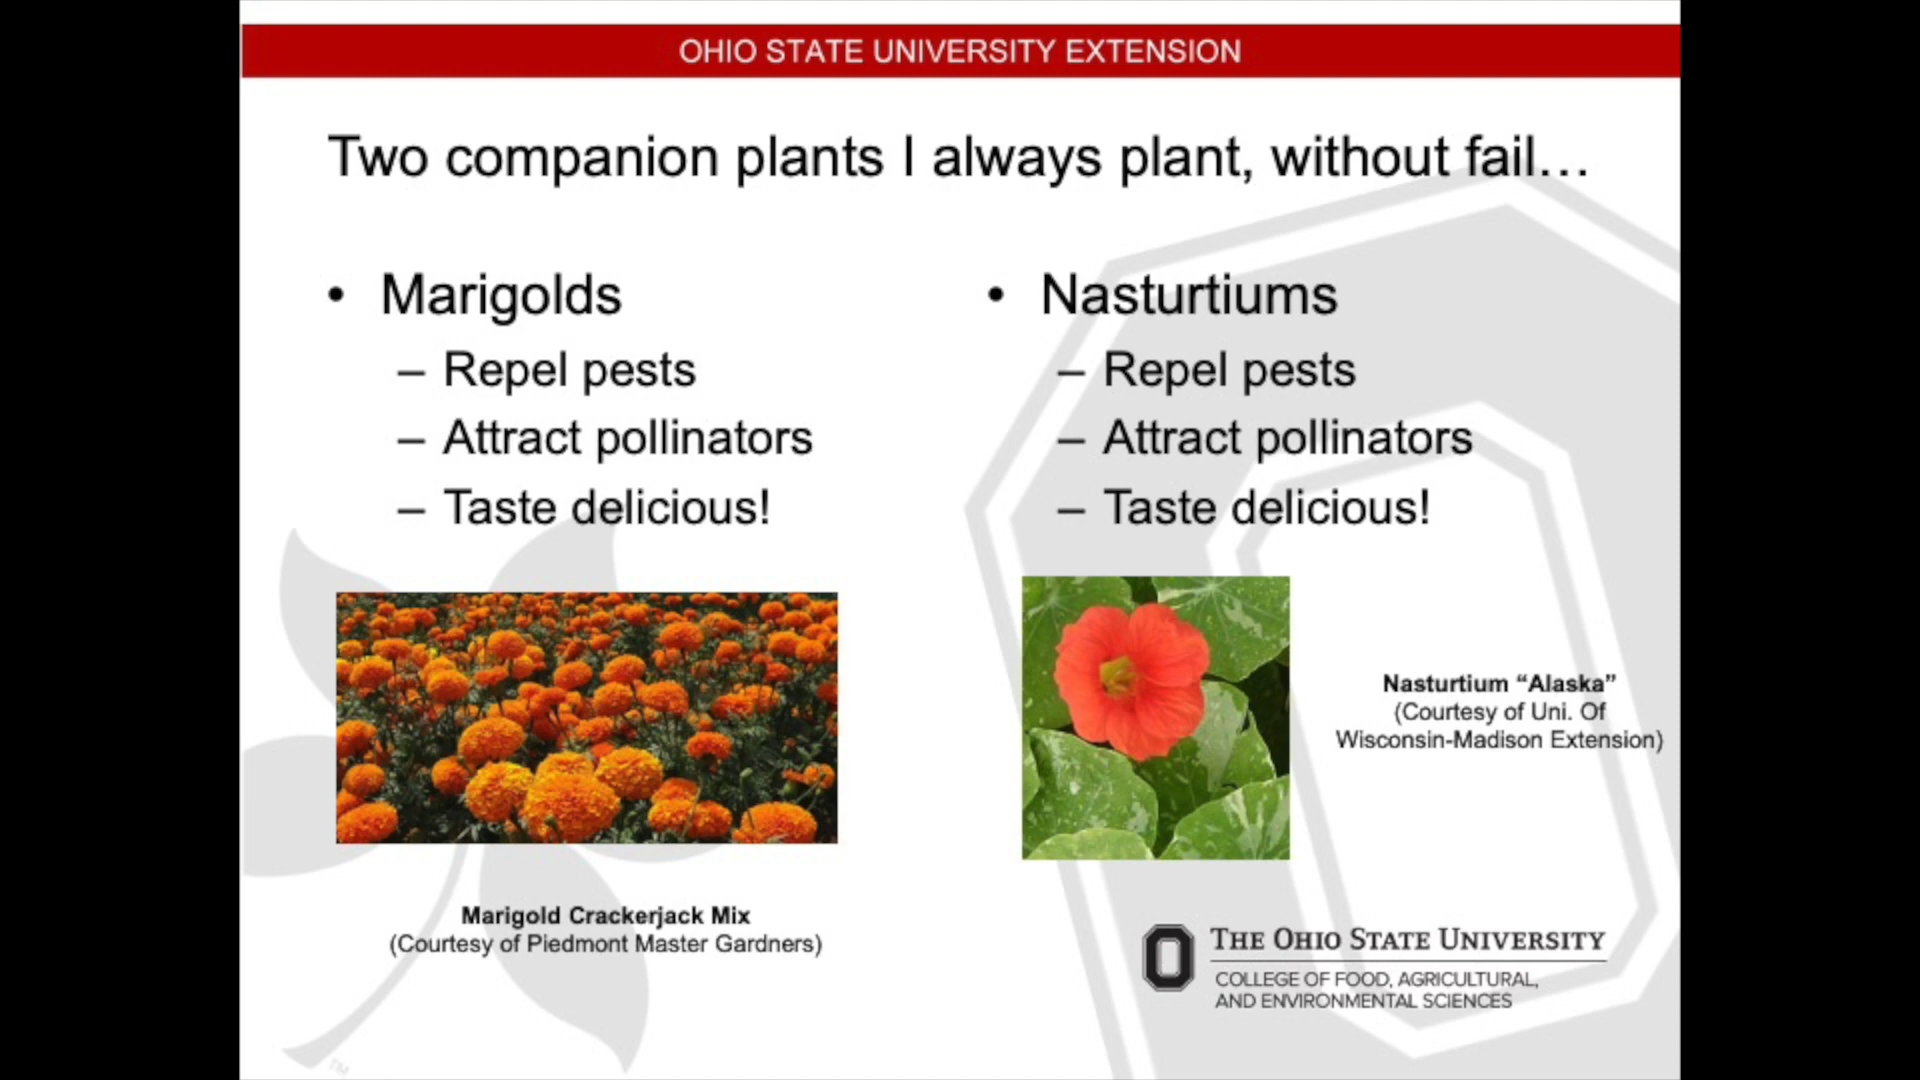 OHIO STATE UNIVERSITY EXTENSION
Two companion plants I always plant, without fail…
• Marigolds
– Repel pests
– Attract pollinators
– Taste delicious!
• Nasturtiums
– Repel pests
– Attract pollinators
– Taste delicious!
Marigold Crackerjack Mix
(Courtesy of Piedmont Master Gardners)
Nasturtium “Alaska”
(Courtesy of Uni. Of
Wisconsin-Madison Extension)
THE OHIO STATE UNIVERSITY
COLLEGE OF FOOD, AGRICULTURAL,
AND ENVIRONMENTAL SCIENCES
TM